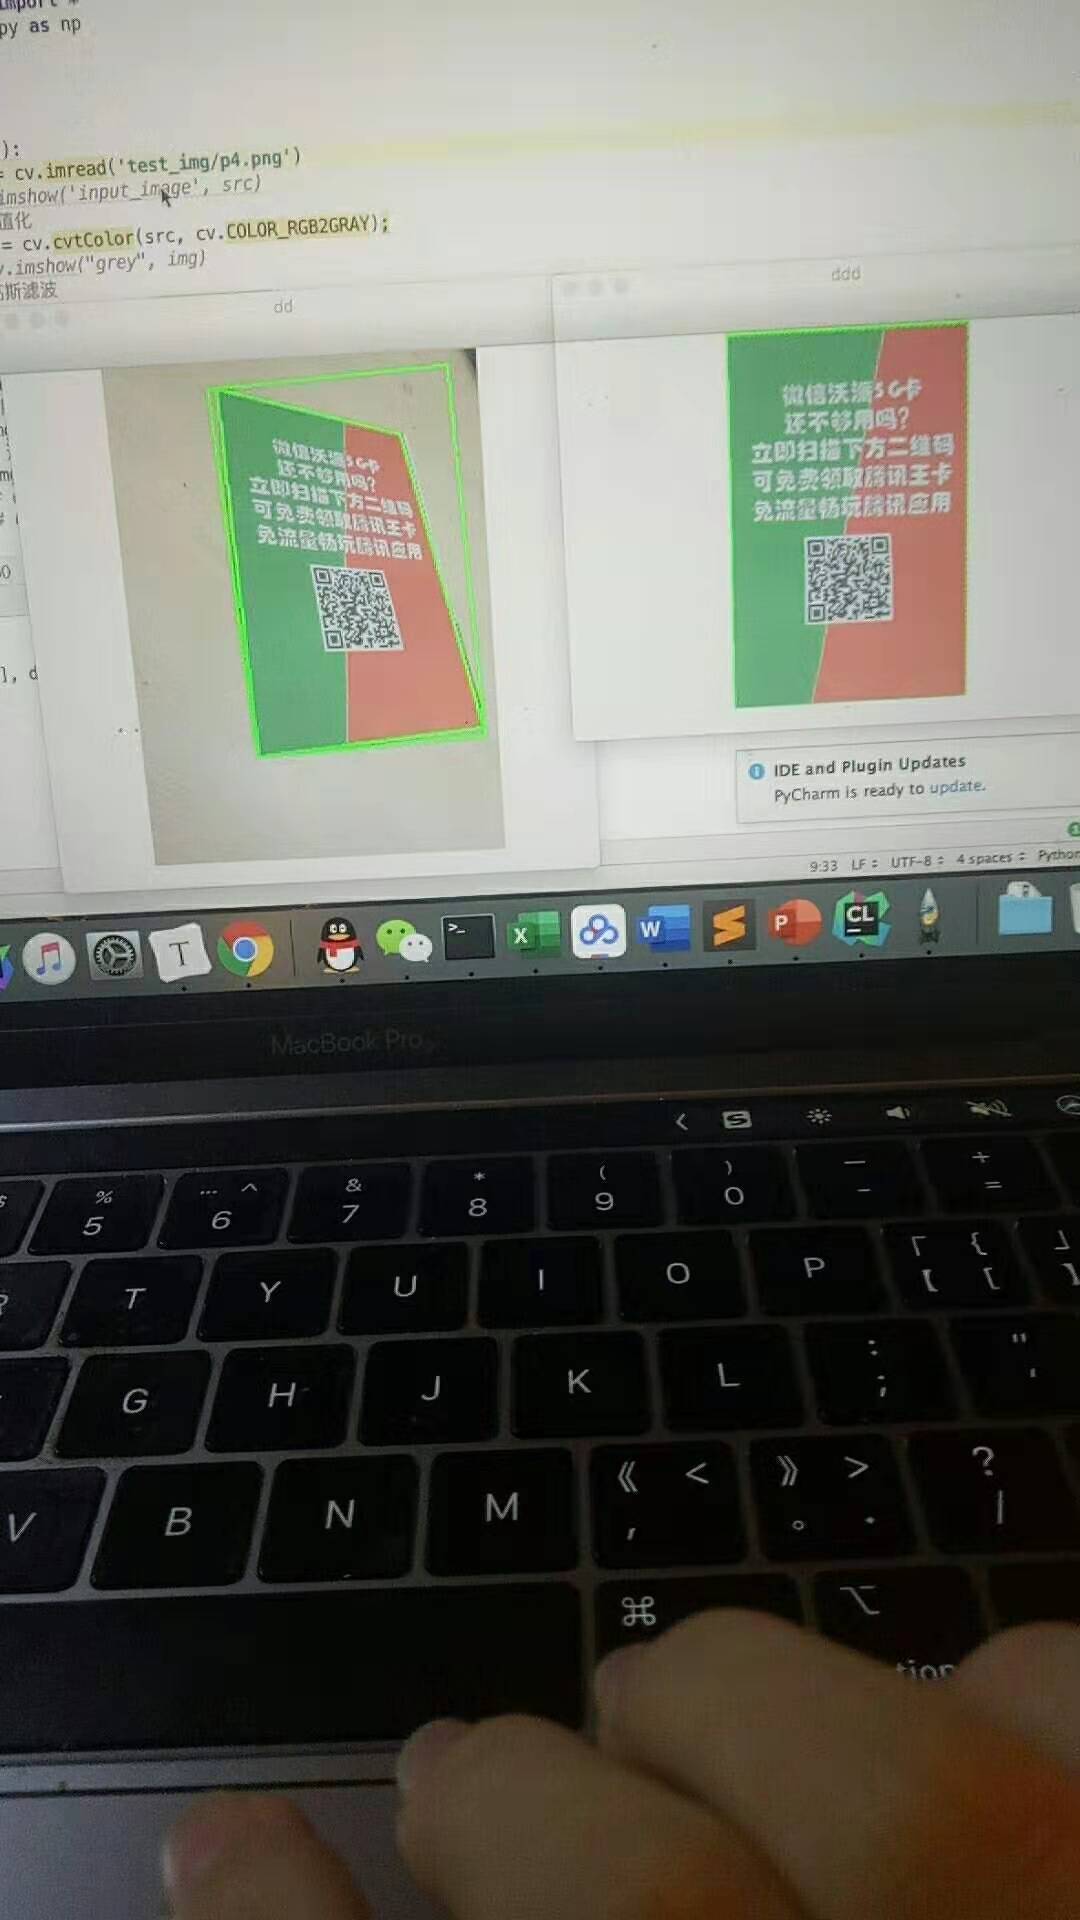 import *
py as np
):
= cv.imread('test_img/p4.png')
imshow('input_image', src)
值化
= cv.cvtColor(src, cv.COLOR_RGB2GRAY);
v.imshow("grey", img)
斯滤波
dd
ddd
微信沃派5G卡
还不够用吗?
立即扫描下方二维码
可免费领取腾讯王卡
免流量畅玩腾讯应用
微信沃派5G卡
还不够用吗?
立即扫描下方二维码
可免费领取腾讯王卡
免流量畅玩腾讯应用
], d
IDE and Plugin Updates
PyCharm is ready to update.
9:33 LF UTF-8 4 spaces Python
T X W P CL
MacBook Pro
% 5 … ^ 6 & 7 * 8 ( 9 ) 0 — - + =
T Y U I O P 「 { 【 [ 」 】
G H J K L : ; " '
V B N M 《 < , 》 > 。 . ? /
⌘ ⌥
tion